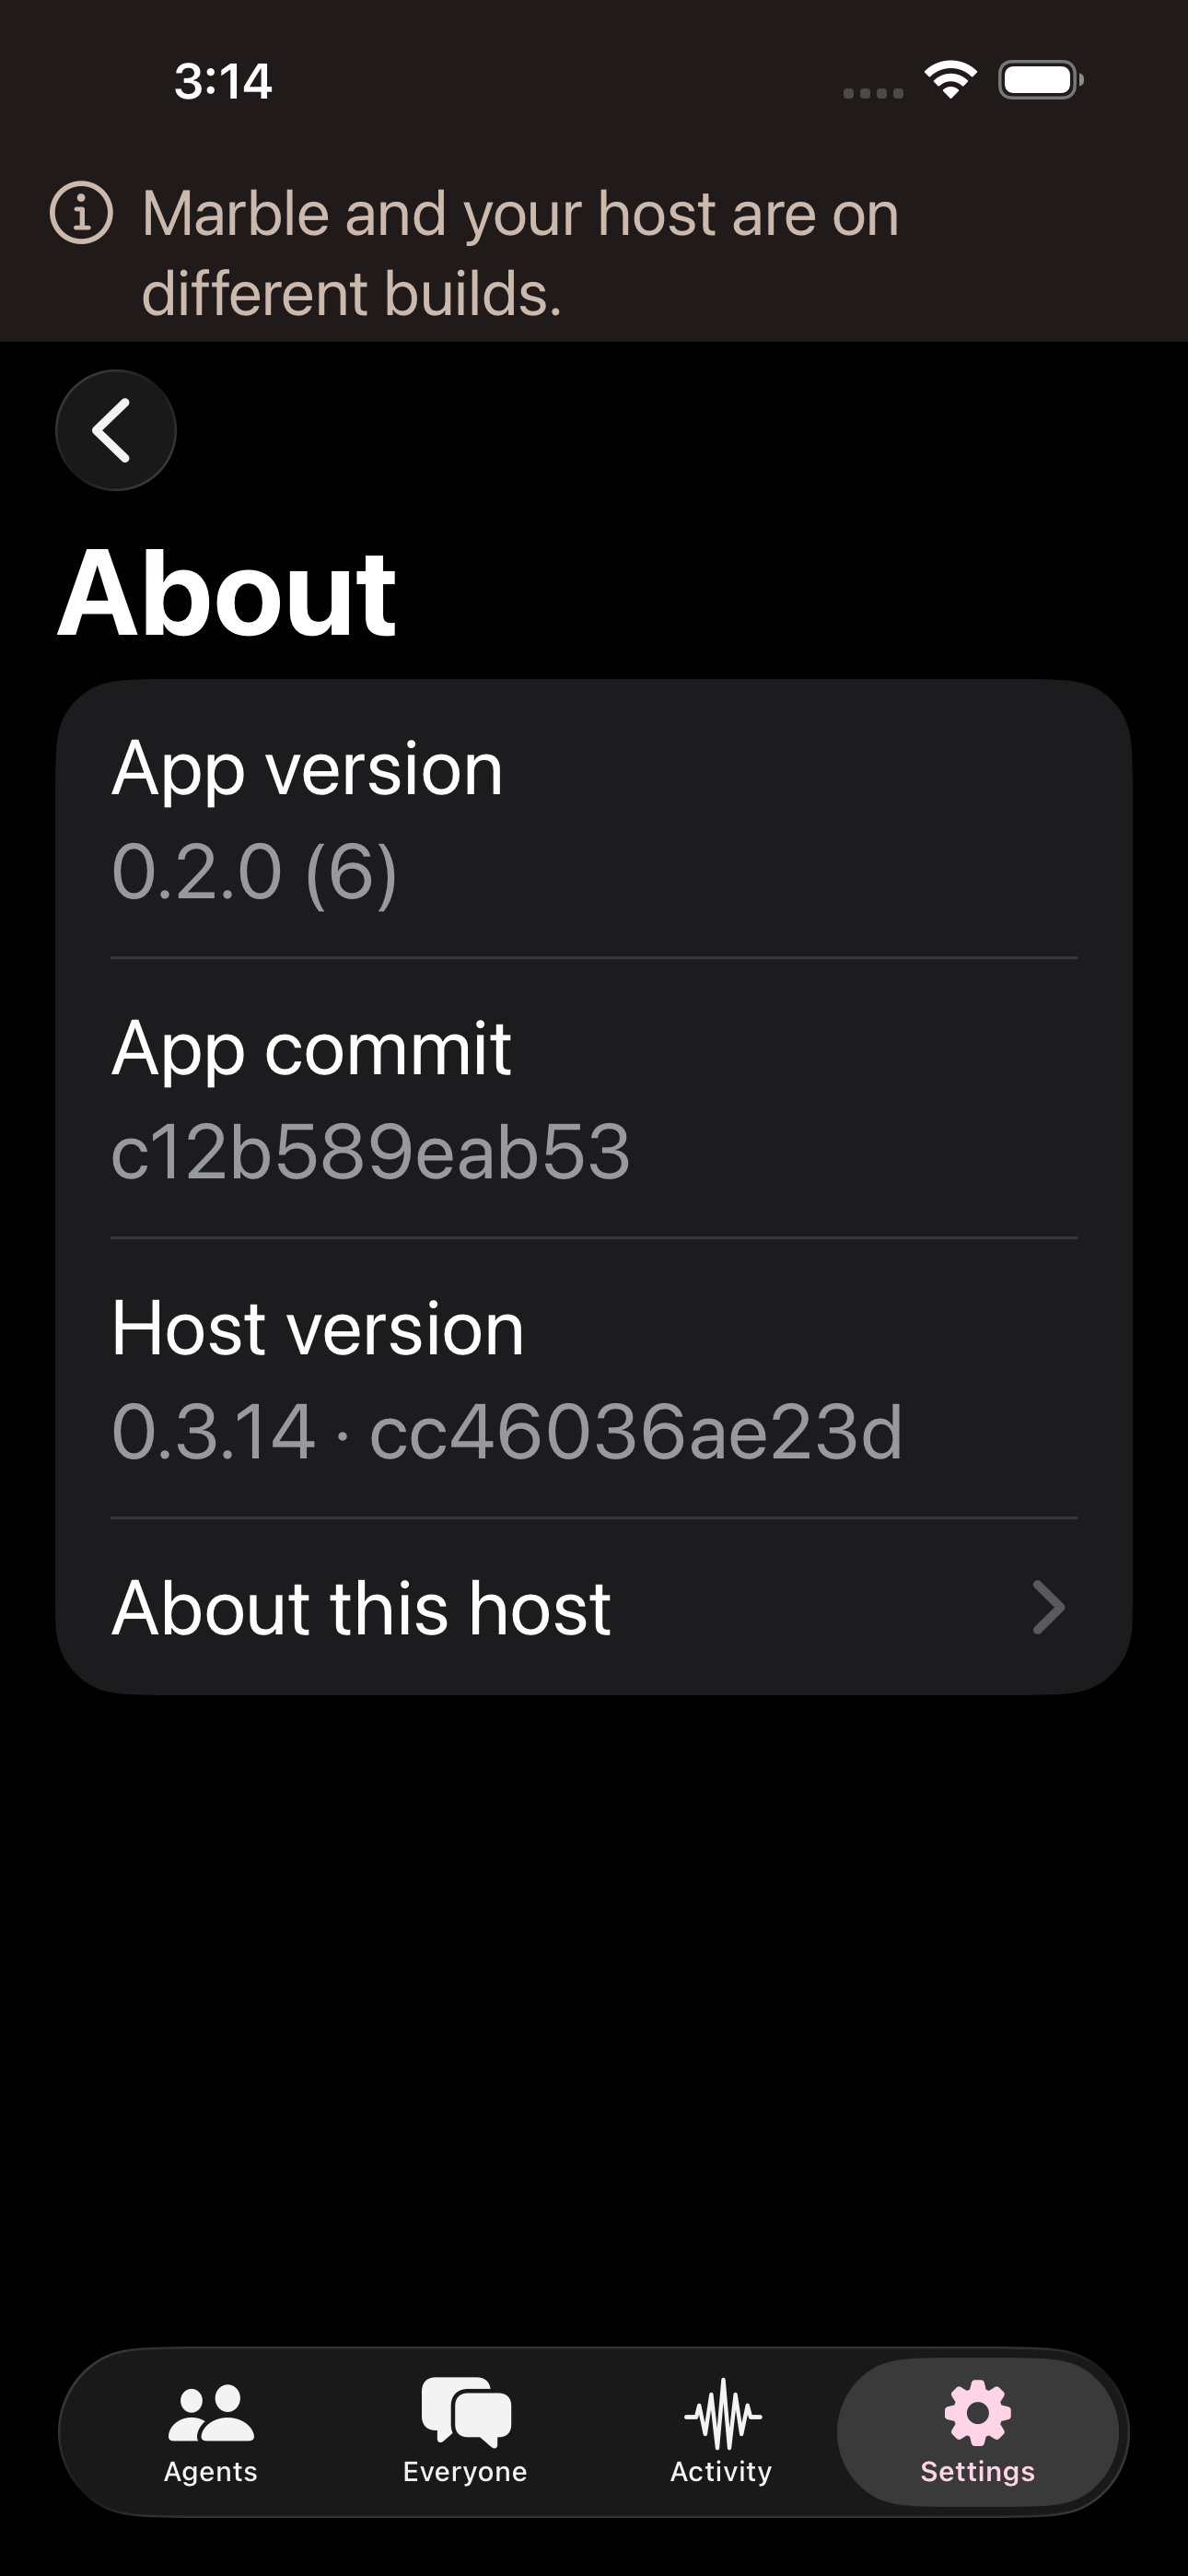 3:14
Marble and your host are on
different builds.
About
App version
0.2.0 (6)
App commit
c12b589eab53
Host version
0.3.14 · cc46036ae23d
About this host
Agents
Everyone
Activity
Settings